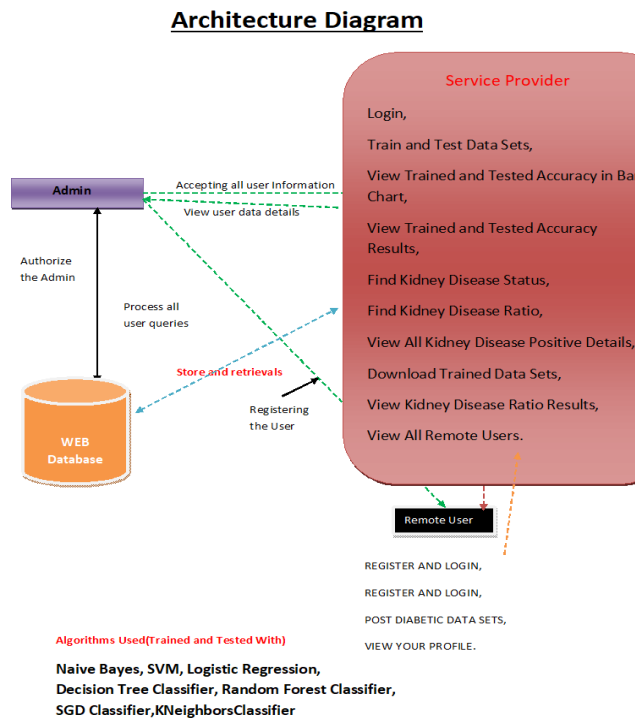 Architecture Diagram
Service Provider
Login,
Train and Test Data Sets,
View Trained and Tested Accuracy in Ba
Chart,
View Trained and Tested Accuracy
Results,
Find Kidney Disease Status,
Find Kidney Disease Ratio,
View All Kidney Disease Positive Details,
Download Trained Data Sets,
View Kidney Disease Ratio Results,
View All Remote Users.
Admin
Accepting all user Information
View user data details
Authorize
the Admin
Process all
user queries
Store and retrievals
Registering
the User
WEB
Database
Remote User
REGISTER AND LOGIN,
REGISTER AND LOGIN,
POST DIABETIC DATA SETS,
VIEW YOUR PROFILE.
Algorithms Used(Trained and Tested With)
Naive Bayes, SVM, Logistic Regression,
Decision Tree Classifier, Random Forest Classifier,
SGD Classifier,KNeighborsClassifier